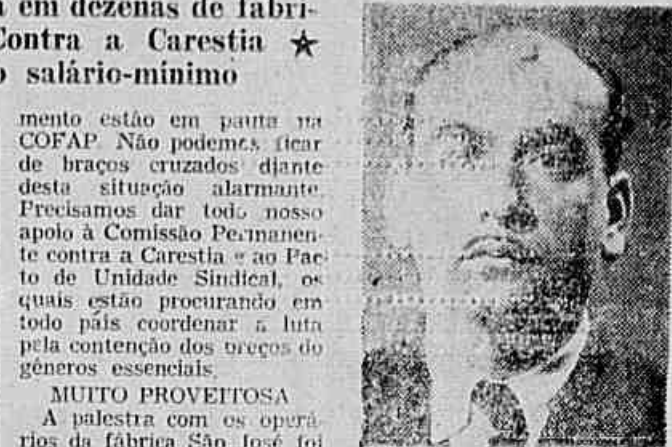 em dezenas de fábri-
Contra a Carestia ★
salário-mínimo
mento estão em pauta na
COFAP. Não podemos ficar
de braços cruzados diante
desta situação alarmante.
Precisamos dar todo nosso
apoio à Comissão Permanen-
te contra a Carestia e ao Pac-
to de Unidade Sindical, os
quais estão procurando em
todo país coordenar a luta
pela contenção dos preços do
gêneros essenciais.
MUITO PROVEITOSA
A palestra com os operá-
rios da fábrica São José foi